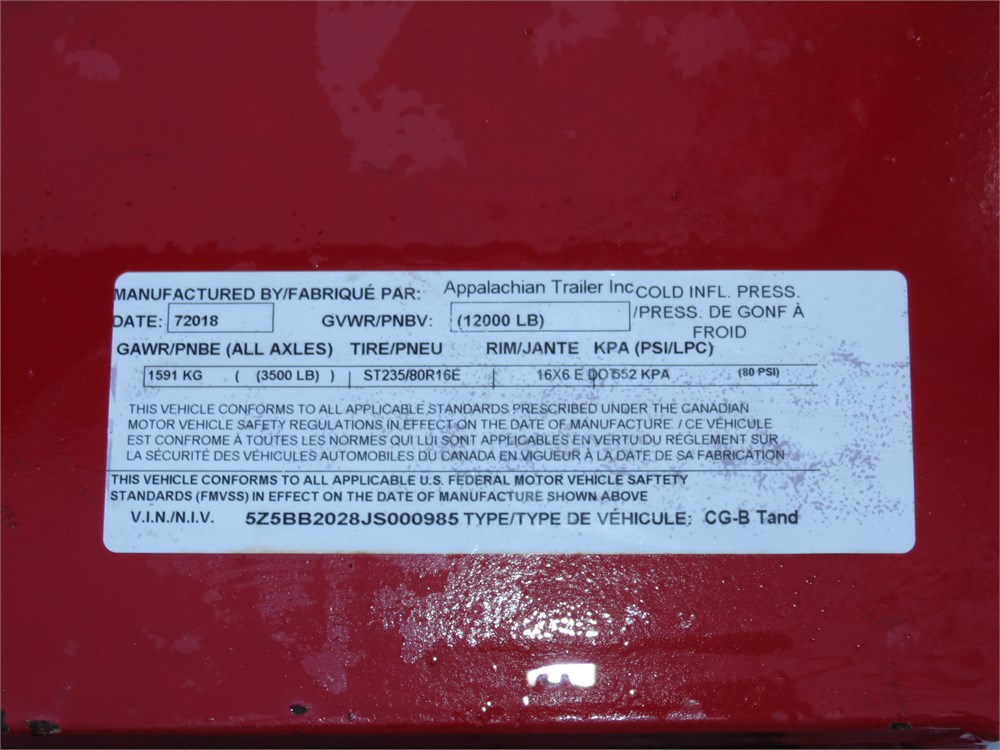 MANUFACTURED BY/FABRIQUÉ PAR: Appalachian Trailer Inc COLD INFL. PRESS.
DATE: 72018 GVWR/PNBV: (12000 LB) /PRESS. DE GONF À
FROID
GAWR/PNBE (ALL AXLES) TIRE/PNEU RIM/JANTE KPA (PSI/LPC)
1591 KG ( (3500 LB) ) ST235/80R16E 16X6 E 552 KPA (80 PSI)
THIS VEHICLE CONFORMS TO ALL APPLICABLE STANDARDS PRESCRIBED UNDER THE CANADIAN
MOTOR VEHICLE SAFETY REGULATIONS IN EFFECT ON THE DATE OF MANUFACTURE. / CE VÉHICULE
EST CONFROME À TOUTES LES NORMES QUI LUI SONT APPLICABLES EN VERTU DU RÉGLEMENT SUR
LA SÉCURITÉ DES VÉHICULES AUTOMOBILES DU CANADA EN VIGUEUR À LA DATE DE SA FABRICATION
THIS VEHICLE CONFORMS TO ALL APPLICABLE U.S. FEDERAL MOTOR VEHICLE SAFTETY
STANDARDS (FMVSS) IN EFFECT ON THE DATE OF MANUFACTURE SHOWN ABOVE
V.I.N./N.I.V. 5Z5BB2028JS000985 TYPE/TYPE DE VÉHICULE: CG-B Tand